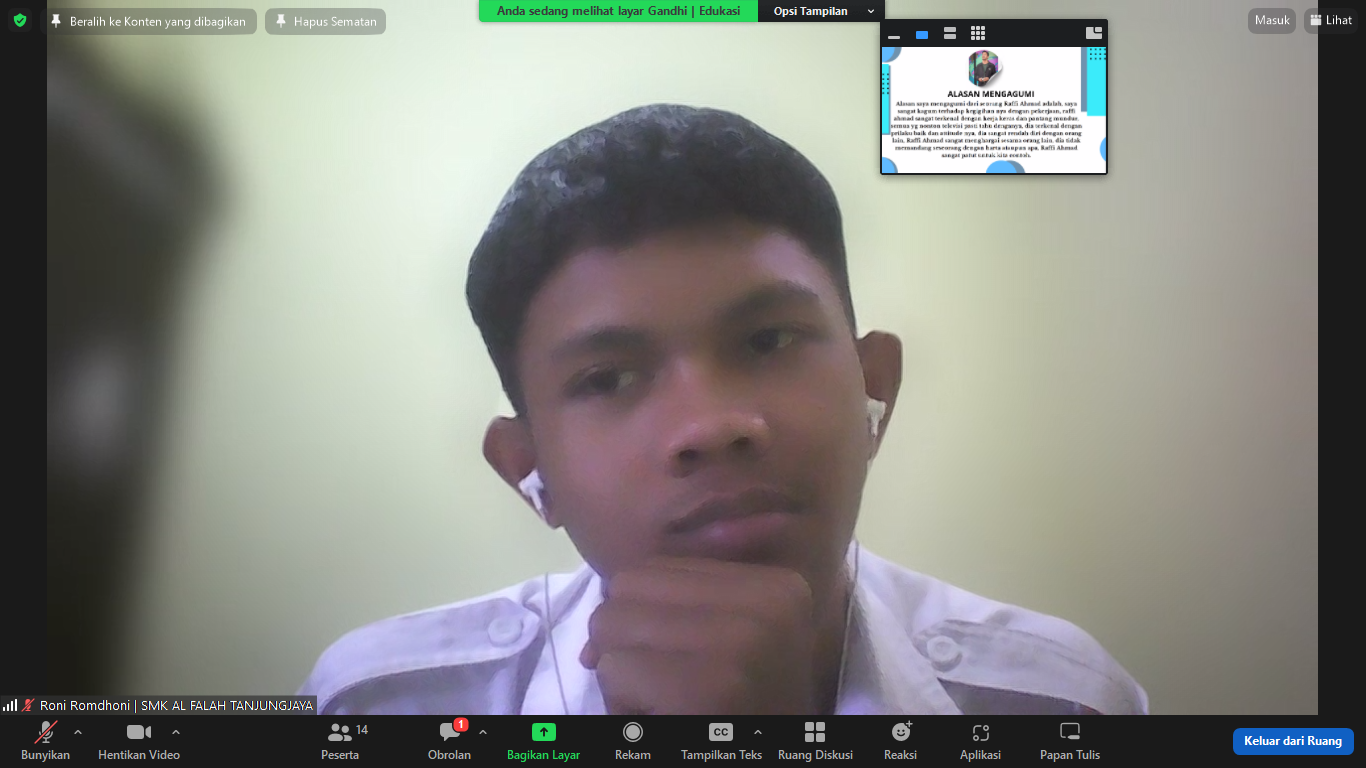 Beralih ke Konten yang dibagikan
Hapus Sematan
Anda sedang melihat layar Gandhi | Edukasi
Opsi Tampilan
Masuk
Lihat
ALASAN MENGAGUMI
Alasan saya mengagumi dari seorang Raffi Ahmad adalah, saya
sangat kagum terhadap kegigihan nya dengan pekerjaan, raffi
ahmad sangat terkenal dengan kerja keras dan pantang mundur,
semua yg nonton televisi pasti tahu dengannya, dia terkenal dengan
prilaku baik dan attitude nya, dia sangat rendah diri dengan orang
lain, Raffi Ahmad sangat menghargai sesama orang lain, dia tidak
memandang seseorang dengan harta ataupun apa, Raffi Ahmad
sangat patut untuk kita contoh.
Roni Romdhoni | SMK AL FALAH TANJUNGJAYA
Bunyikan
Hentikan Video
14
Peserta
1
Obrolan
Bagikan Layar
Rekam
CC
Tampilkan Teks
Ruang Diskusi
Reaksi
Aplikasi
Papan Tulis
Keluar dari Ruang